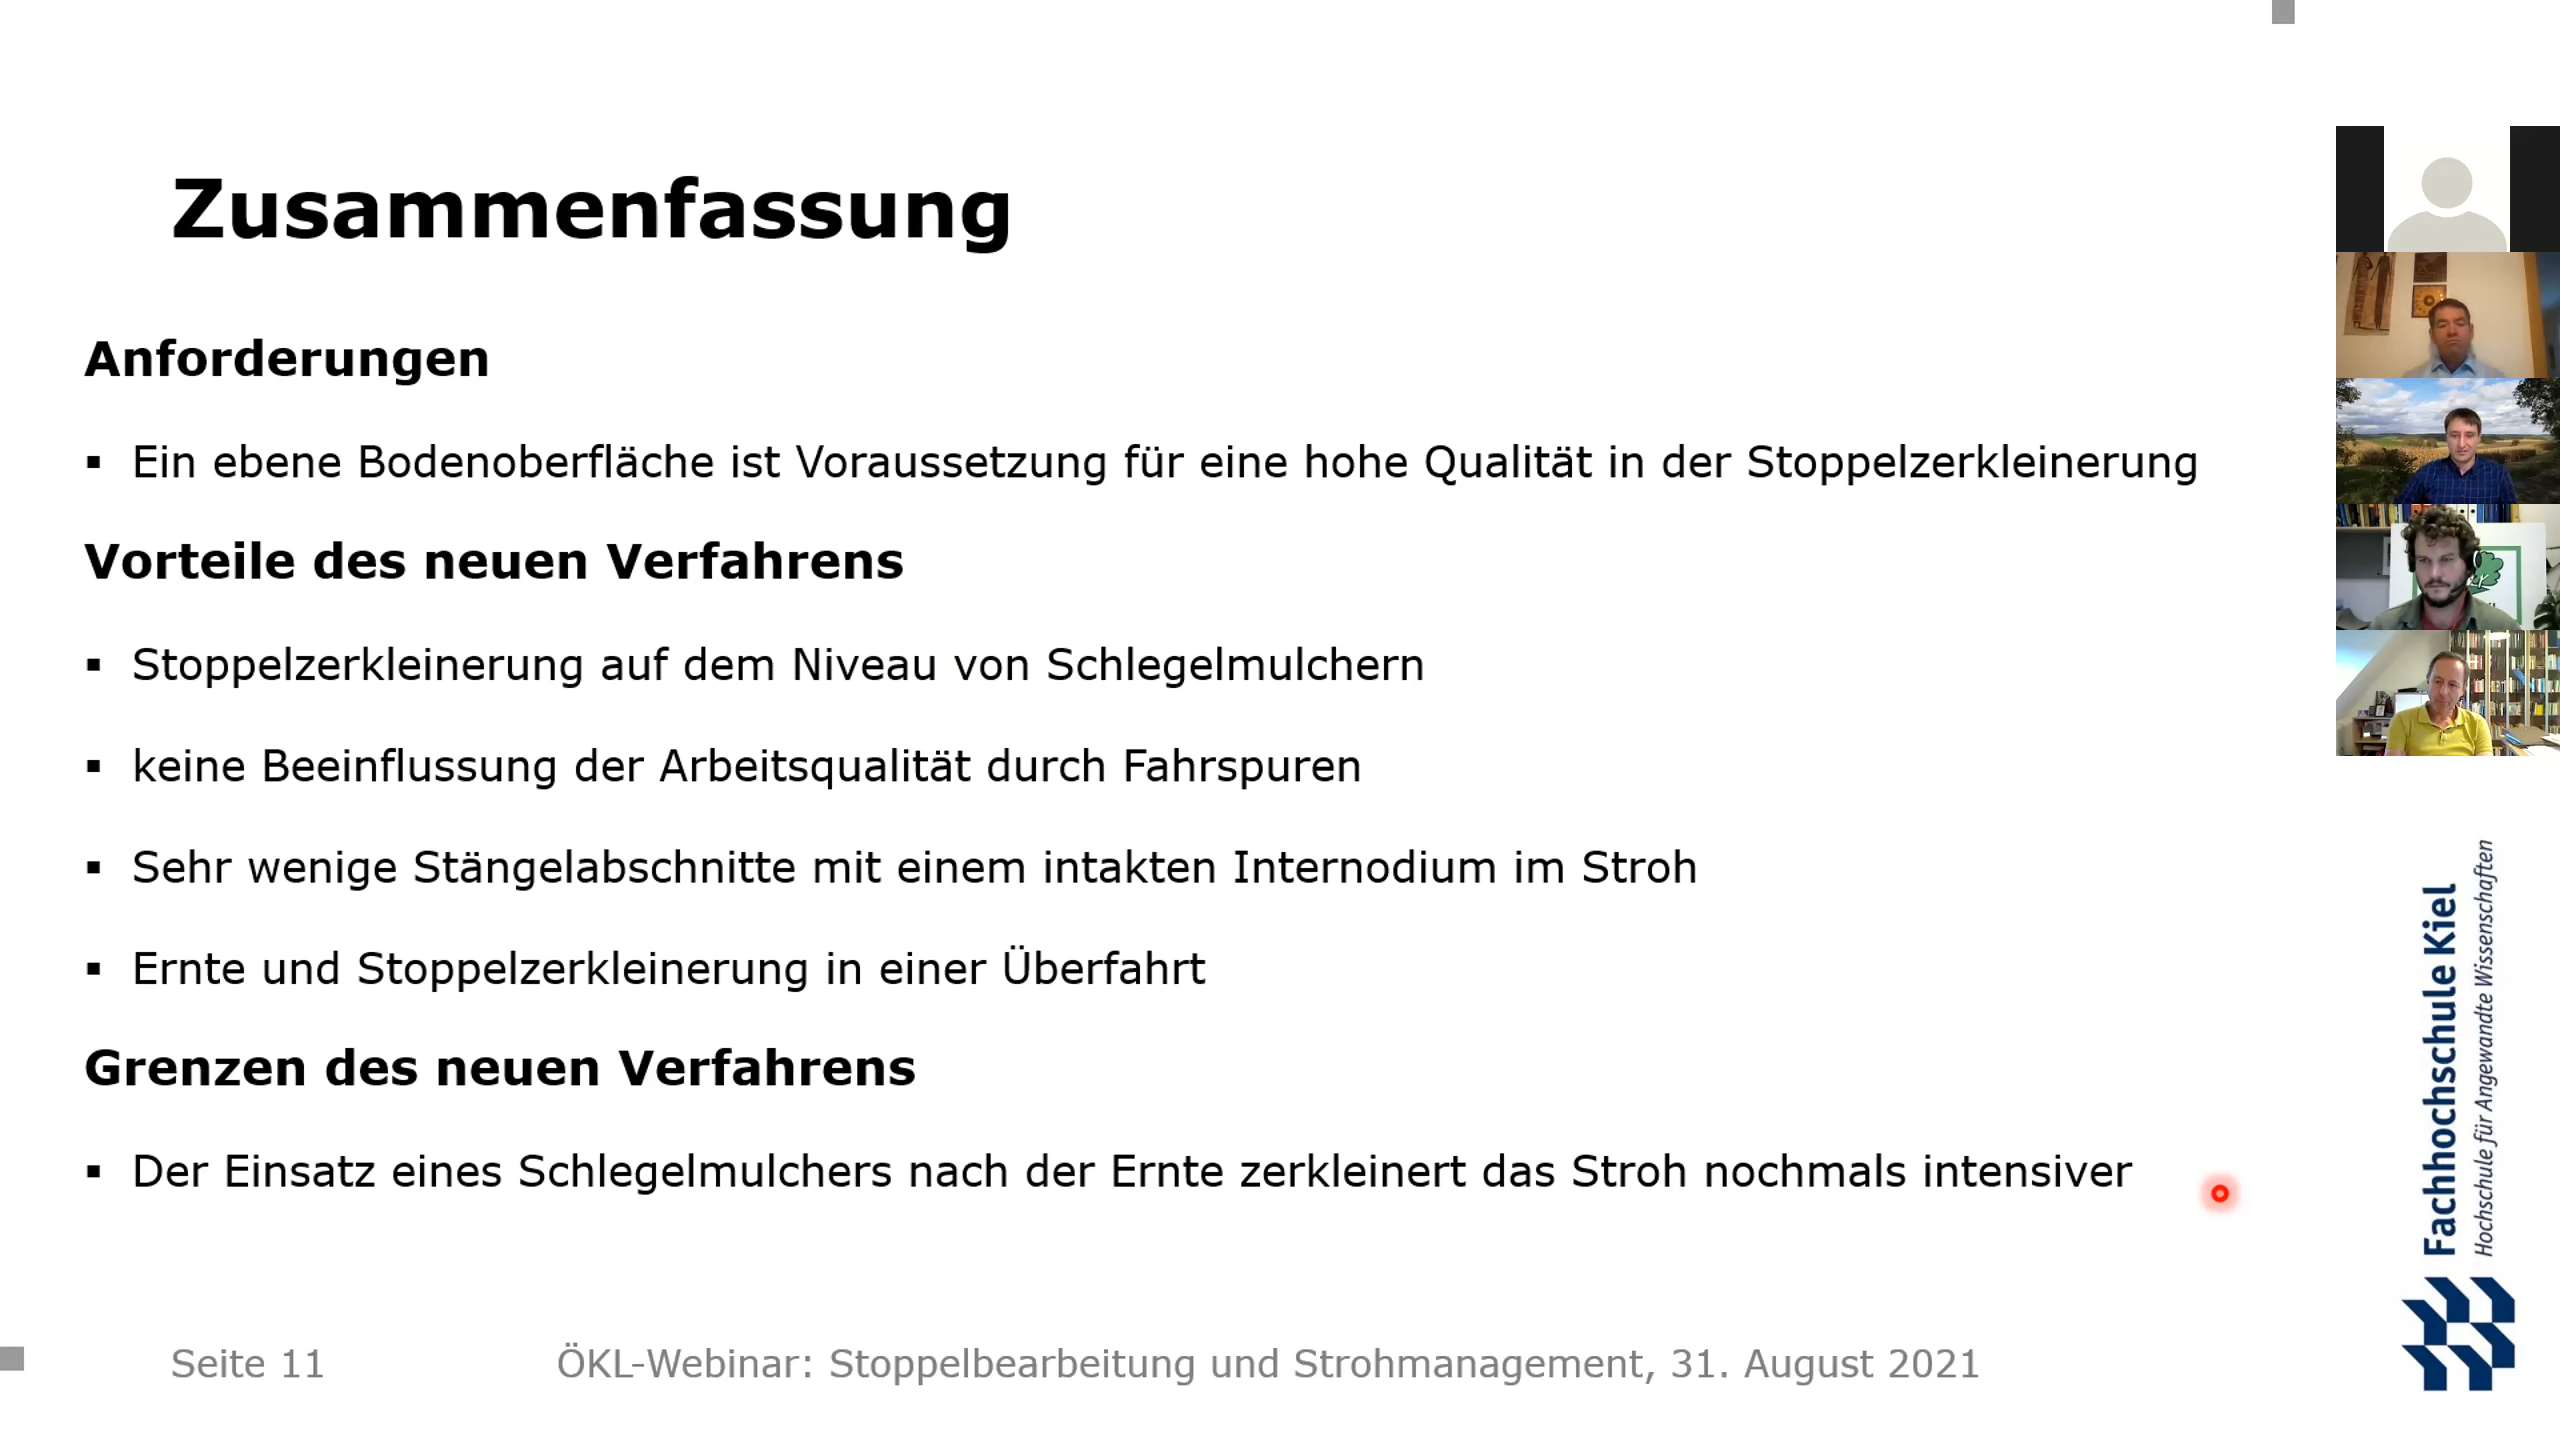 Zusammenfassung
Anforderungen
▪ Ein ebene Bodenoberfläche ist Voraussetzung für eine hohe Qualität in der Stoppelzerkleinerung
Vorteile des neuen Verfahrens
▪ Stoppelzerkleinerung auf dem Niveau von Schlegelmulchern
▪ keine Beeinflussung der Arbeitsqualität durch Fahrspuren
▪ Sehr wenige Stängelabschnitte mit einem intakten Internodium im Stroh
▪ Ernte und Stoppelzerkleinerung in einer Überfahrt
Grenzen des neuen Verfahrens
▪ Der Einsatz eines Schlegelmulchers nach der Ernte zerkleinert das Stroh nochmals intensiver
Seite 11
ÖKL-Webinar: Stoppelbearbeitung und Strohmanagement, 31. August 2021
Fachhochschule Kiel
Hochschule für Angewandte Wissenschaften